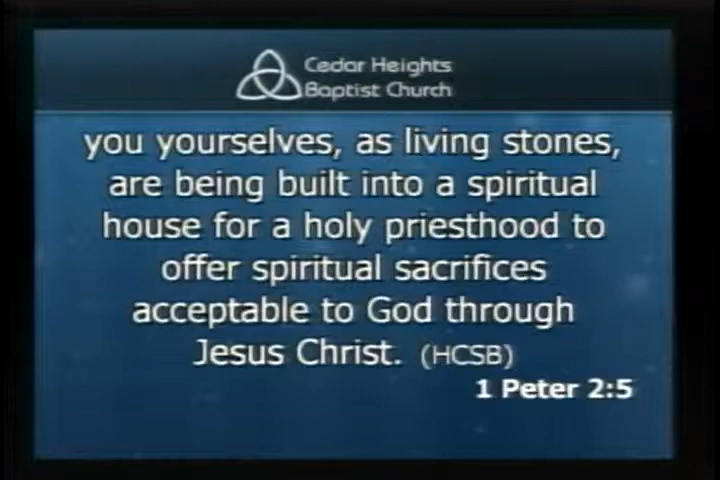 Cedar Heights
Baptist Church
you yourselves, as living stones,
are being built into a spiritual
house for a holy priesthood to
offer spiritual sacrifices
acceptable to God through
Jesus Christ. (HCSB)
1 Peter 2:5